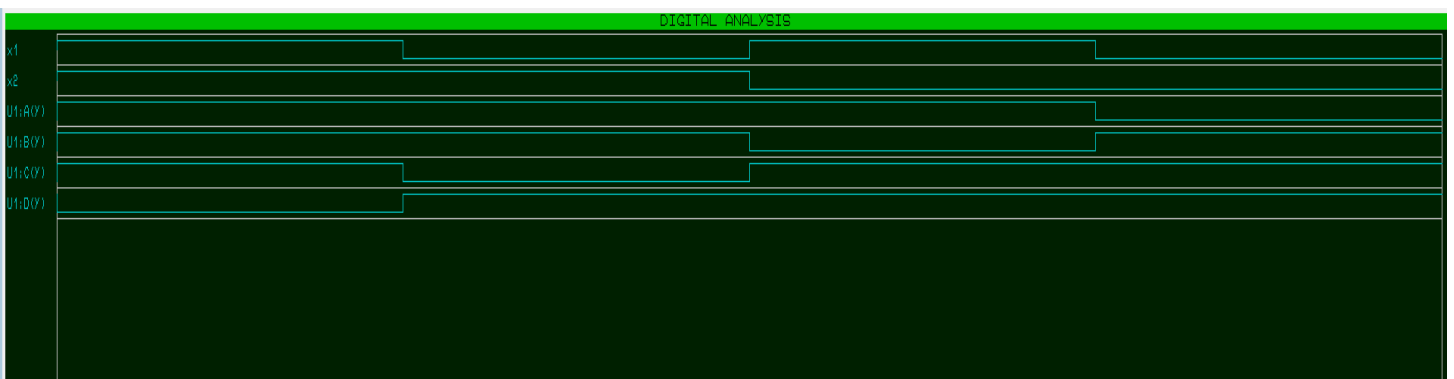 DIGITAL ANALYSIS
x1
x2
U1:A(Y)
U1:B(Y)
U1:C(Y)
U1:D(Y)